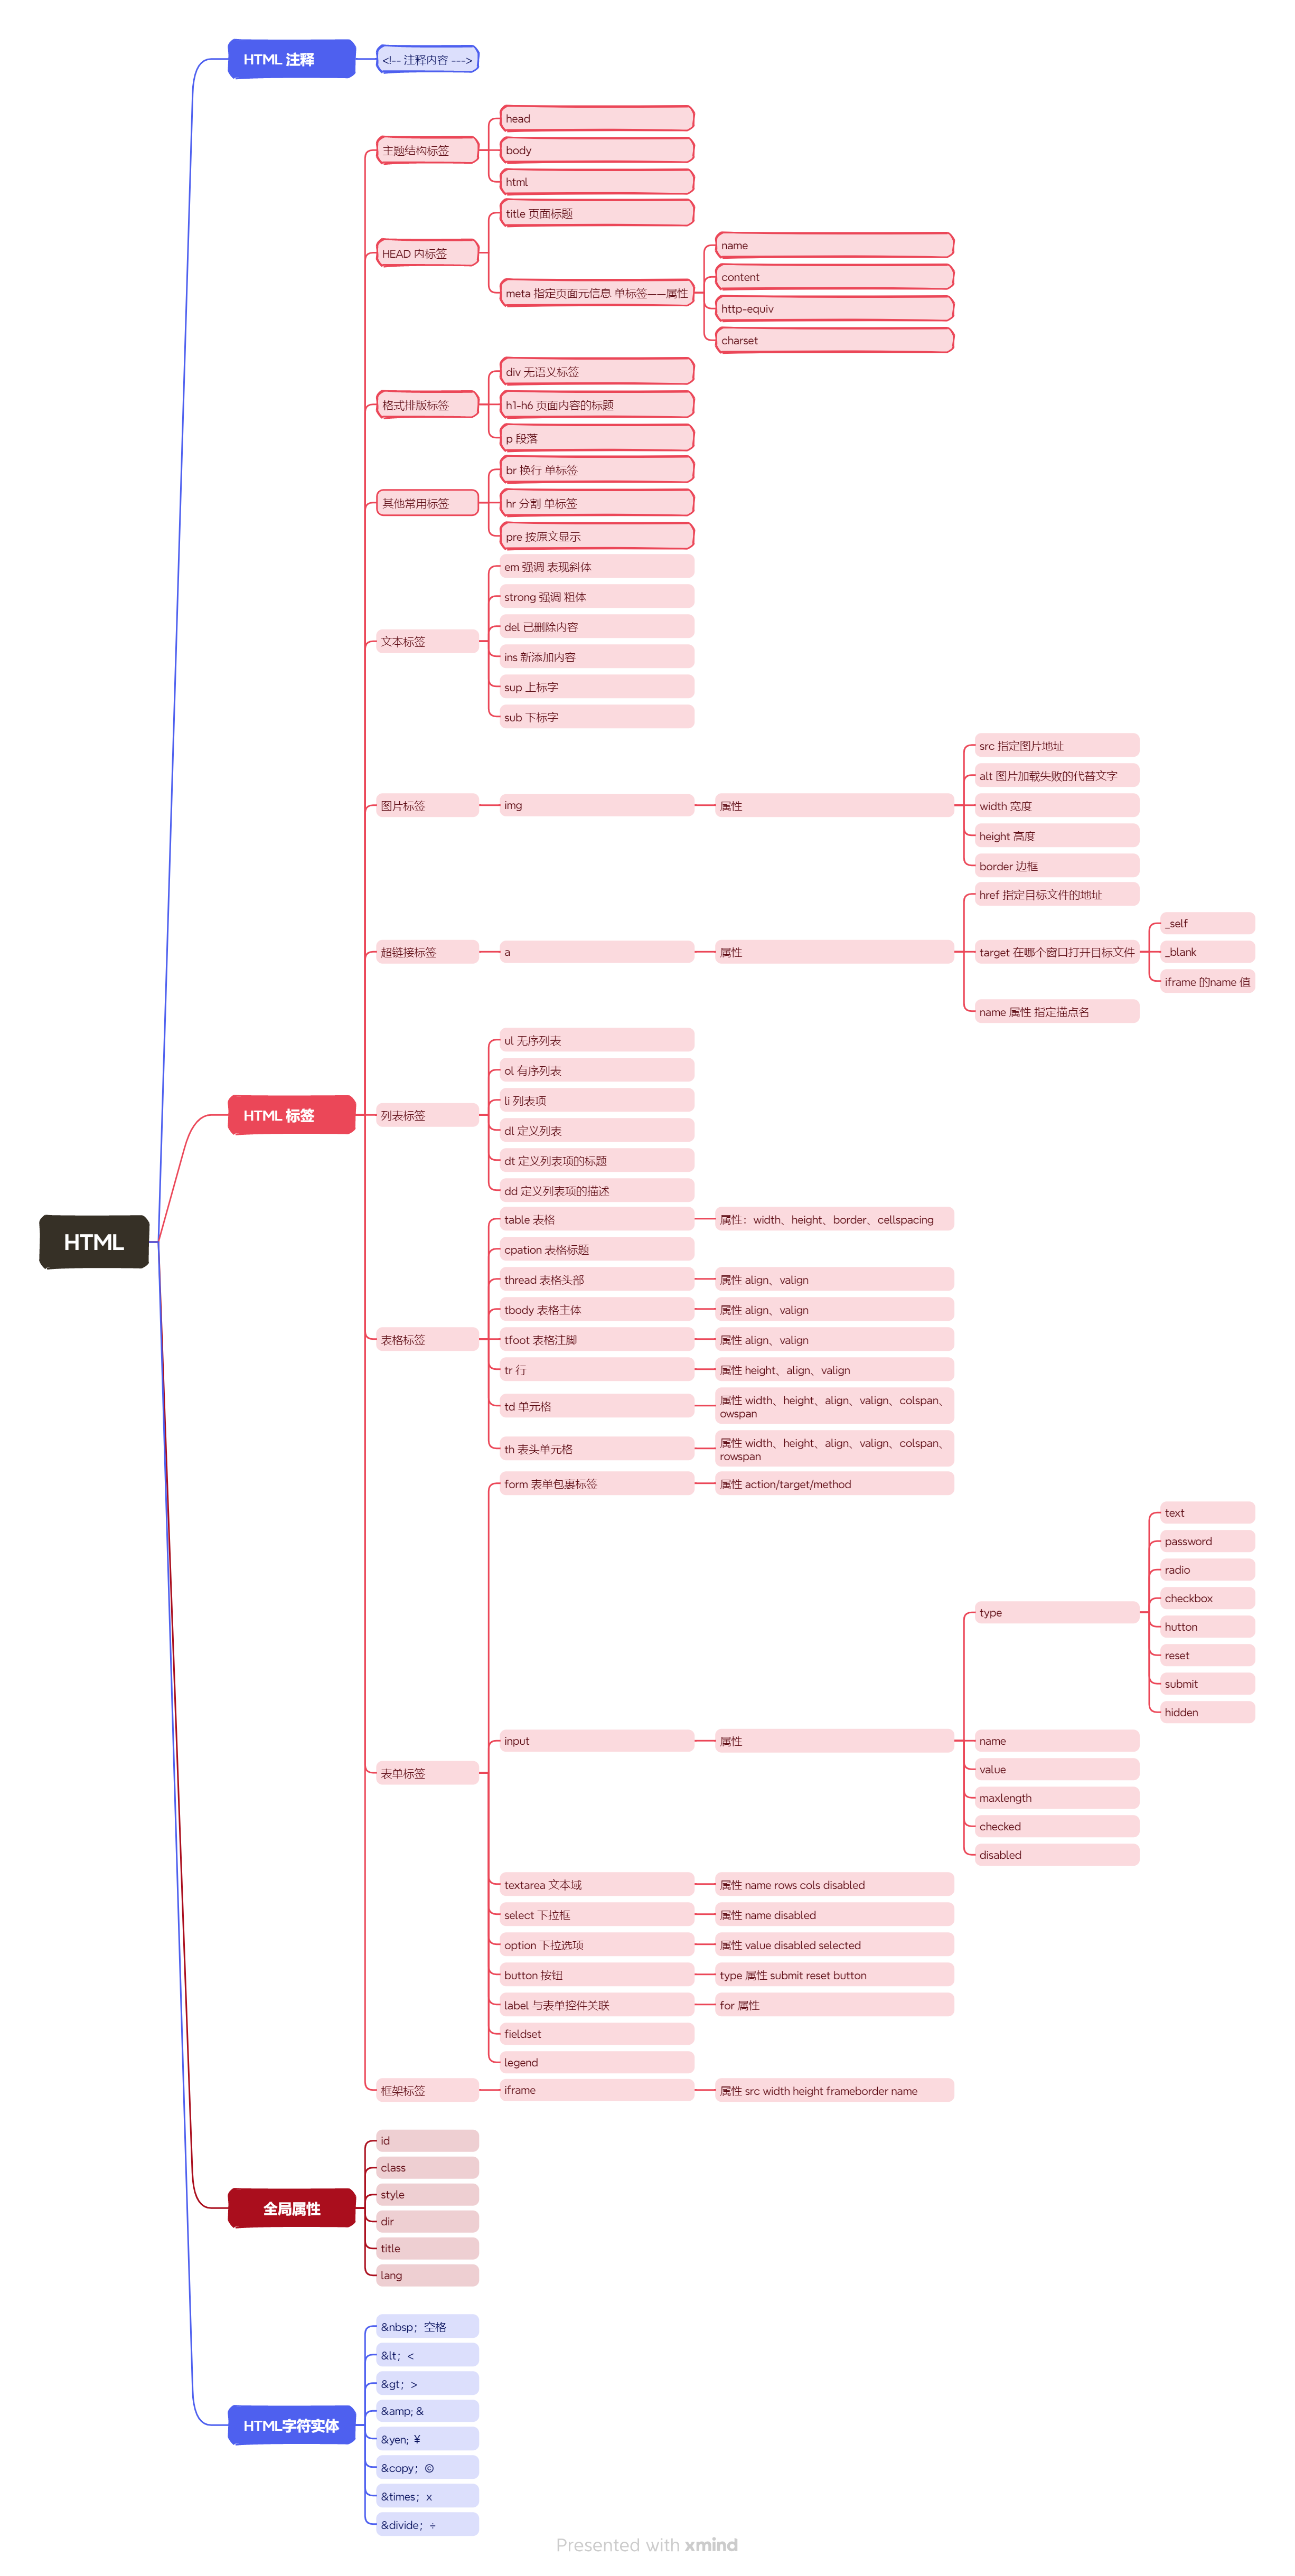 HTML
HTML 注释
<!-- 注释内容 --->
HTML 标签
主题结构标签
head
body
html
HEAD 内标签
title 页面标题
meta 指定页面元信息 单标签——属性
name
content
http-equiv
charset
格式排版标签
div 无语义标签
h1-h6 页面内容的标题
p 段落
其他常用标签
br 换行 单标签
hr 分割 单标签
pre 按原文显示
文本标签
em 强调 表现斜体
strong 强调 粗体
del 已删除内容
ins 新添加内容
sup 上标字
sub 下标字
图片标签
img
属性
src 指定图片地址
alt 图片加载失败的代替文字
width 宽度
height 高度
border 边框
超链接标签
a
属性
href 指定目标文件的地址
target 在哪个窗口打开目标文件
_self
_blank
iframe 的name 值
name 属性 指定描点名
列表标签
ul 无序列表
ol 有序列表
li 列表项
dl 定义列表
dt 定义列表项的标题
dd 定义列表项的描述
表格标签
table 表格
属性：width、height、border、cellspacing
cpation 表格标题
thread 表格头部
属性 align、valign
tbody 表格主体
属性 align、valign
tfoot 表格注脚
属性 align、valign
tr 行
属性 height、align、valign
td 单元格
属性 width、height、align、valign、colspan、
owspan
th 表头单元格
属性 width、height、align、valign、colspan、
rowspan
表单标签
form 表单包裹标签
属性 action/target/method
input
属性
type
text
password
radio
checkbox
hutton
reset
submit
hidden
name
value
maxlength
checked
disabled
textarea 文本域
属性 name rows cols disabled
select 下拉框
属性 name disabled
option 下拉选项
属性 value disabled selected
button 按钮
type 属性 submit reset button
label 与表单控件关联
for 属性
fieldset
legend
框架标签
iframe
属性 src width height frameborder name
全局属性
id
class
style
dir
title
lang
HTML字符实体
&nbsp；空格
&lt；<
&gt；>
&amp; &
&yen; ¥
&copy；©
&times；x
&divide；÷
Presented with xmind